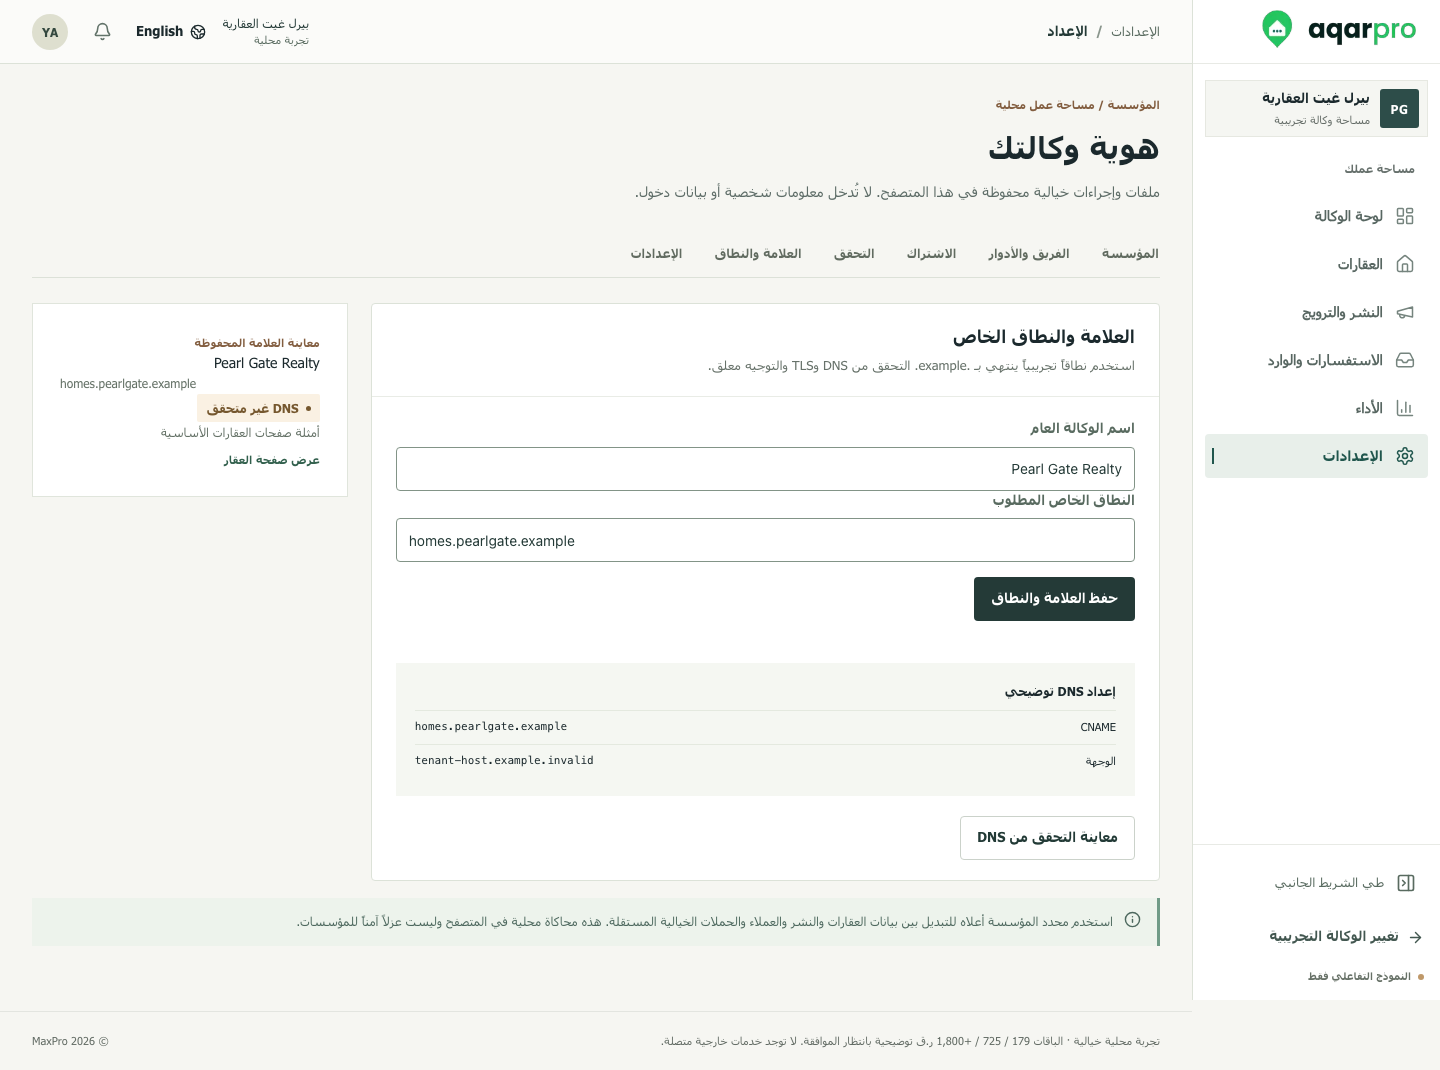 aqarpro
PG
بيرل غيت العقارية
مساحة وكالة تجريبية
مساحة عملك
لوحة الوكالة
العقارات
النشر والترويج
الاستفسارات والوارد
الأداء
الإعدادات
طي الشريط الجانبي
تغيير الوكالة التجريبية
النموذج التفاعلي فقط
الإعدادات / الإعداد
بيرل غيت العقارية
تجربة محلية
English
YA
المؤسسة / مساحة عمل محلية
هوية وكالتك
ملفات وإجراءات خيالية محفوظة في هذا المتصفح. لا تُدخل معلومات شخصية أو بيانات دخول.
المؤسسة
الفريق والأدوار
الاشتراك
التحقق
العلامة والنطاق
الإعدادات
العلامة والنطاق الخاص
استخدم نطاقاً تجريبياً ينتهي بـ .example. التحقق من DNS وTLS والتوجيه معلق.
اسم الوكالة العام
Pearl Gate Realty
النطاق الخاص المطلوب
homes.pearlgate.example
حفظ العلامة والنطاق
إعداد DNS توضيحي
CNAME homes.pearlgate.example
الوجهة tenant-host.example.invalid
معاينة التحقق من DNS
معاينة العلامة المحفوظة
Pearl Gate Realty
homes.pearlgate.example
DNS غير متحقق
أمثلة صفحات العقارات الأساسية
عرض صفحة العقار
استخدم محدد المؤسسة أعلاه للتبديل بين بيانات العقارات والنشر والعملاء والحملات الخيالية المستقلة. هذه محاكاة محلية في المتصفح وليست عزلاً آمناً للمؤسسات.
تجربة محلية خيالية · الباقات 179 / 725 / +1,800 ر.ق توضيحية بانتظار الموافقة. لا توجد خدمات خارجية متصلة.
© MaxPro 2026